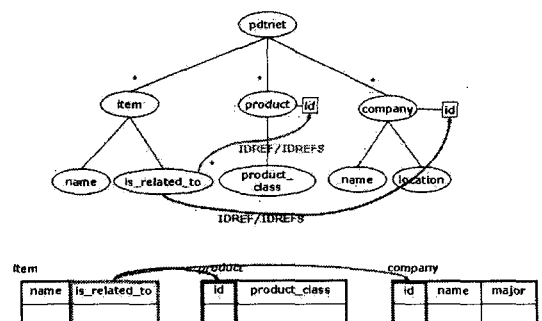 pdtnet
*
*
*
item
product
id
company
id
IDREF/IDREFS
*
name
is_related_to
product_
class
name
location
IDREF/IDREFS
Item
product
company
name
is_related_to
id
product_class
id
name
major